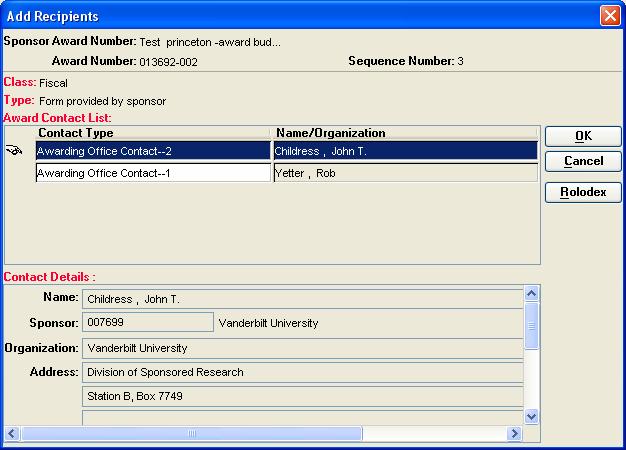 Add Recipients
Sponsor Award Number: Test princeton -award bud...
Award Number: 013692-002 Sequence Number: 3
Class: Fiscal
Type: Form provided by sponsor
Award Contact List:
Contact Type Name/Organization
Awarding Office Contact--2 Childress , John T.
Awarding Office Contact--1 Yetter , Rob
OK
Cancel
Rolodex
Contact Details :
Name: Childress , John T.
Sponsor: 007699 Vanderbilt University
Organization: Vanderbilt University
Address: Division of Sponsored Research
Station B, Box 7749